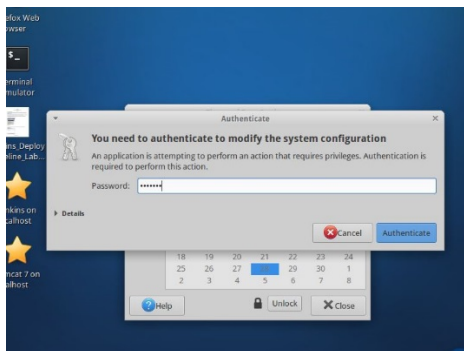 efox Web
owser
$_
erminal
mulator
ins_Deploy
eline_Lab...
nkins on
calhost
mcat 7 on
alhost
Authenticate
You need to authenticate to modify the system configuration
An application is attempting to perform an action that requires privileges. Authentication is
required to perform this action.
Password: •••••••
Details
Cancel
Authenticate
18 19 20 21 22 23 24
25 26 27 28 29 30 1
2 3 4 5 6 7 8
Help
Unlock
Close